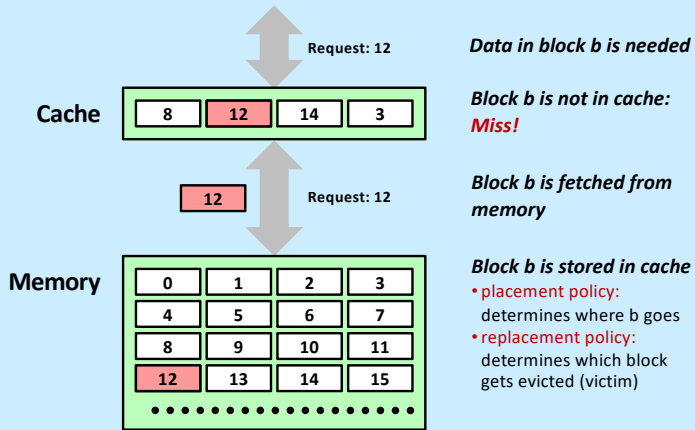 Request: 12
Data in block b is needed
Cache
8 12 14 3
Block b is not in cache:
Miss!
12
Request: 12
Block b is fetched from
memory
Memory
0 1 2 3
4 5 6 7
8 9 10 11
12 13 14 15
Block b is stored in cache
• placement policy:
determines where b goes
• replacement policy:
determines which block
gets evicted (victim)